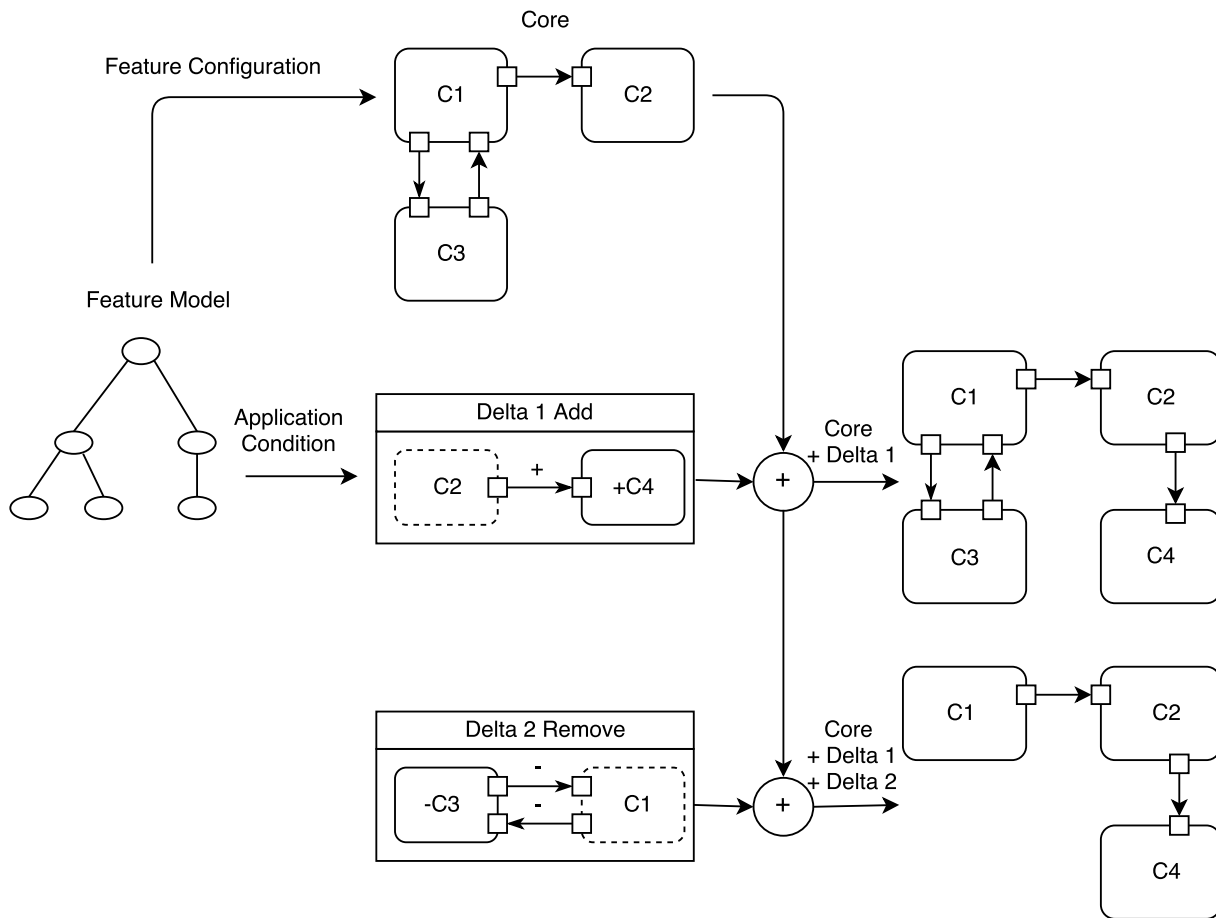 Core
Feature Configuration
C1
C2
C3
Feature Model
Application
Condition
Delta 1 Add
C2
+
+C4
+
Core
+ Delta 1
C1
C2
C3
C4
Delta 2 Remove
-C3
-
-
C1
+
Core
+ Delta 1
+ Delta 2
C1
C2
C4